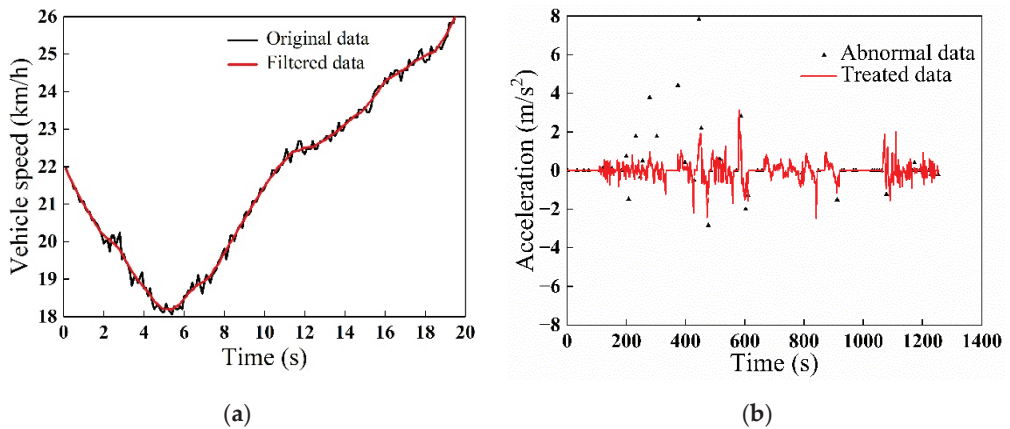 26
25
24
23
22
21
20
19
18
Vehicle speed (km/h)
Original data
Filtered data
0 2 4 6 8 10 12 14 16 18 20
Time (s)
(a)
8
6
4
2
0
−2
−4
−6
−8
Acceleration (m/s²)
Abnormal data
Treated data
0 200 400 600 800 1000 1200 1400
Time (s)
(b)